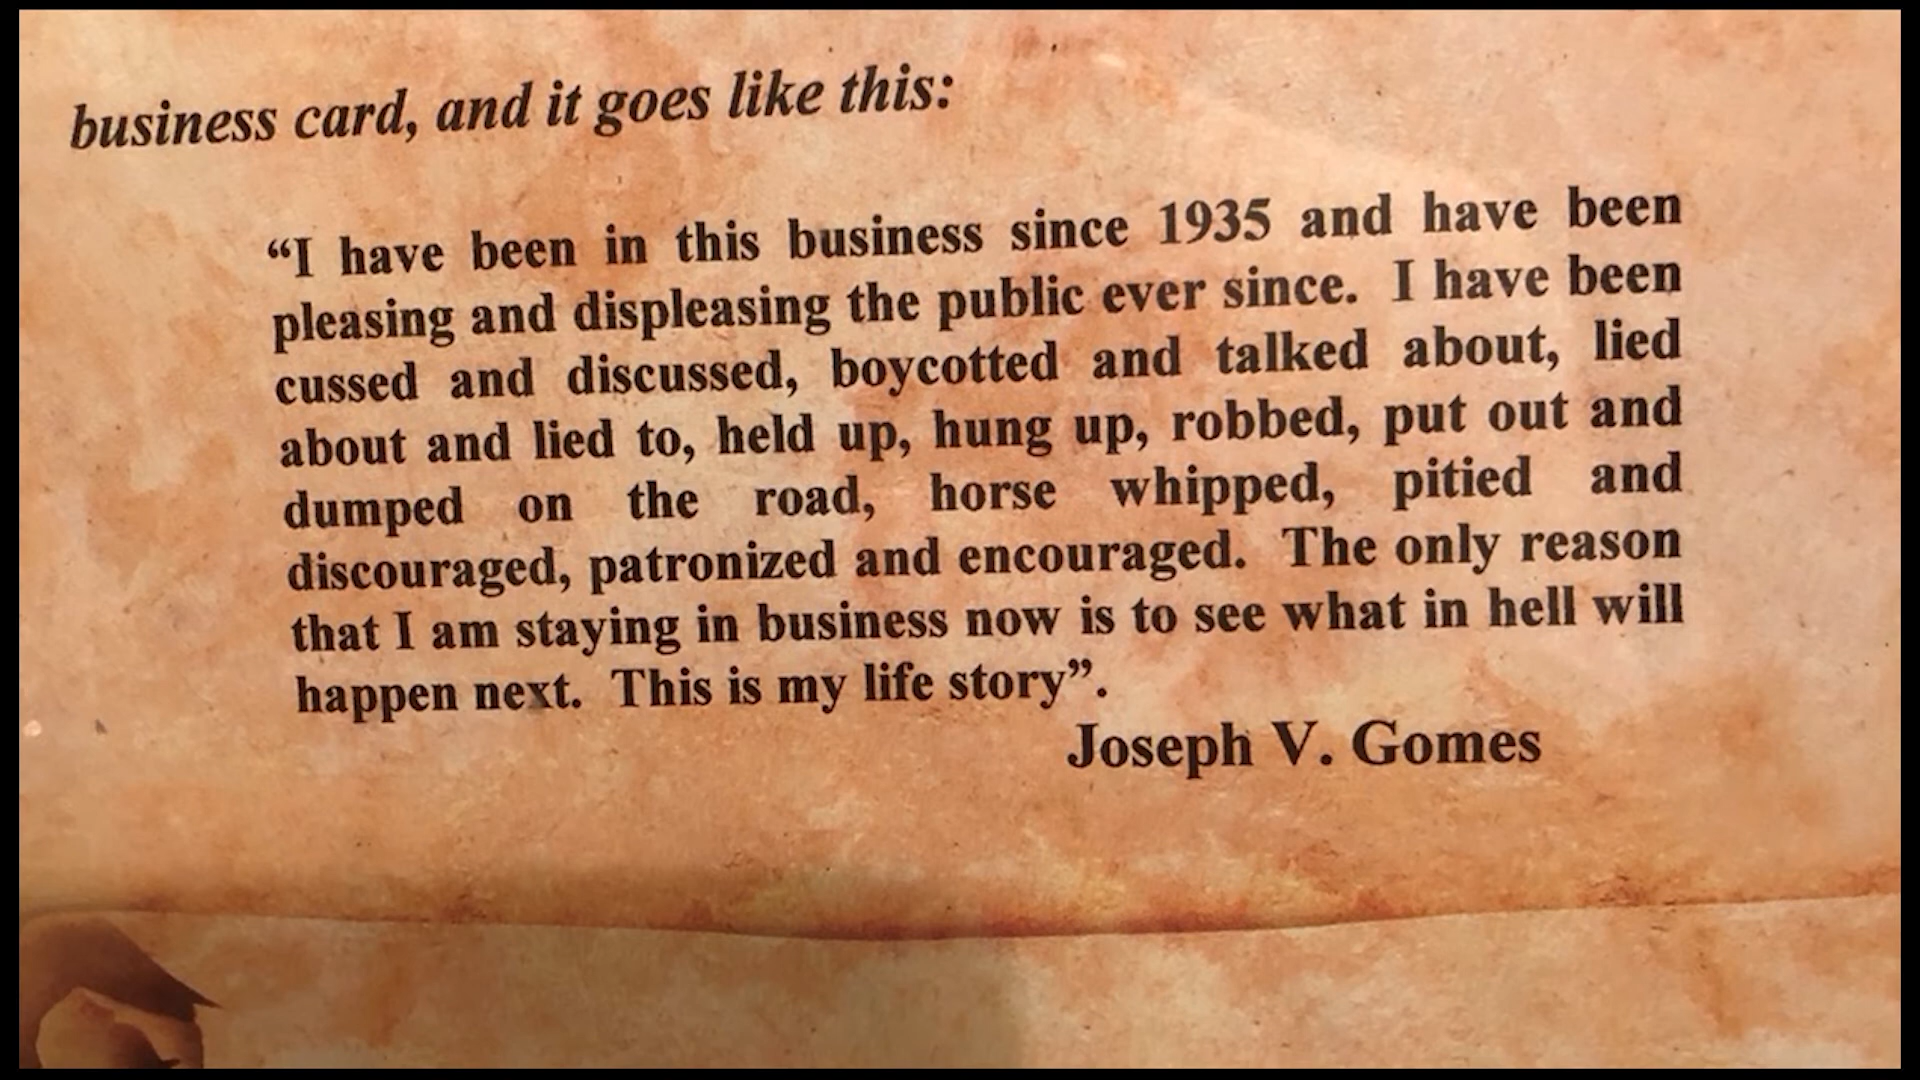 business card, and it goes like this:
“I have been in this business since 1935 and have been
pleasing and displeasing the public ever since.  I have been
cussed and discussed, boycotted and talked about, lied
about and lied to, held up, hung up, robbed, put out and
dumped on the road, horse whipped, pitied and
discouraged, patronized and encouraged.  The only reason
that I am staying in business now is to see what in hell will
happen next.  This is my life story”.
Joseph V. Gomes